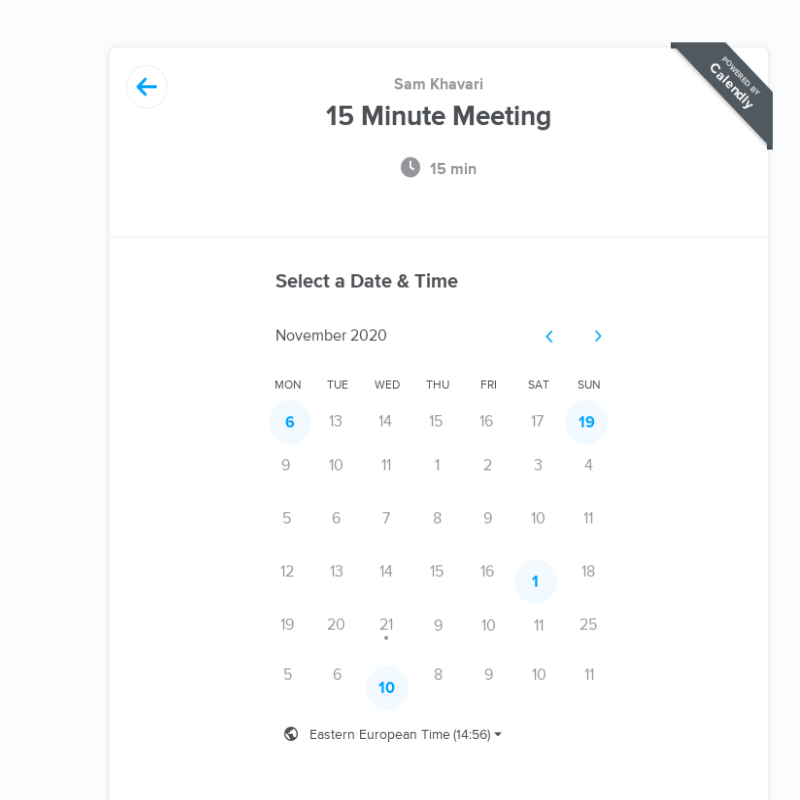 Sam Khavari
POWERED BY
Calendly
15 Minute Meeting
15 min
Select a Date & Time
November 2020
MON TUE WED THU FRI SAT SUN
6 13 14 15 16 17 19
9 10 11 1 2 3 4
5 6 7 8 9 10 11
12 13 14 15 16 1 18
19 20 21 9 10 11 25
5 6 10 8 9 10 11
Eastern European Time (14:56)